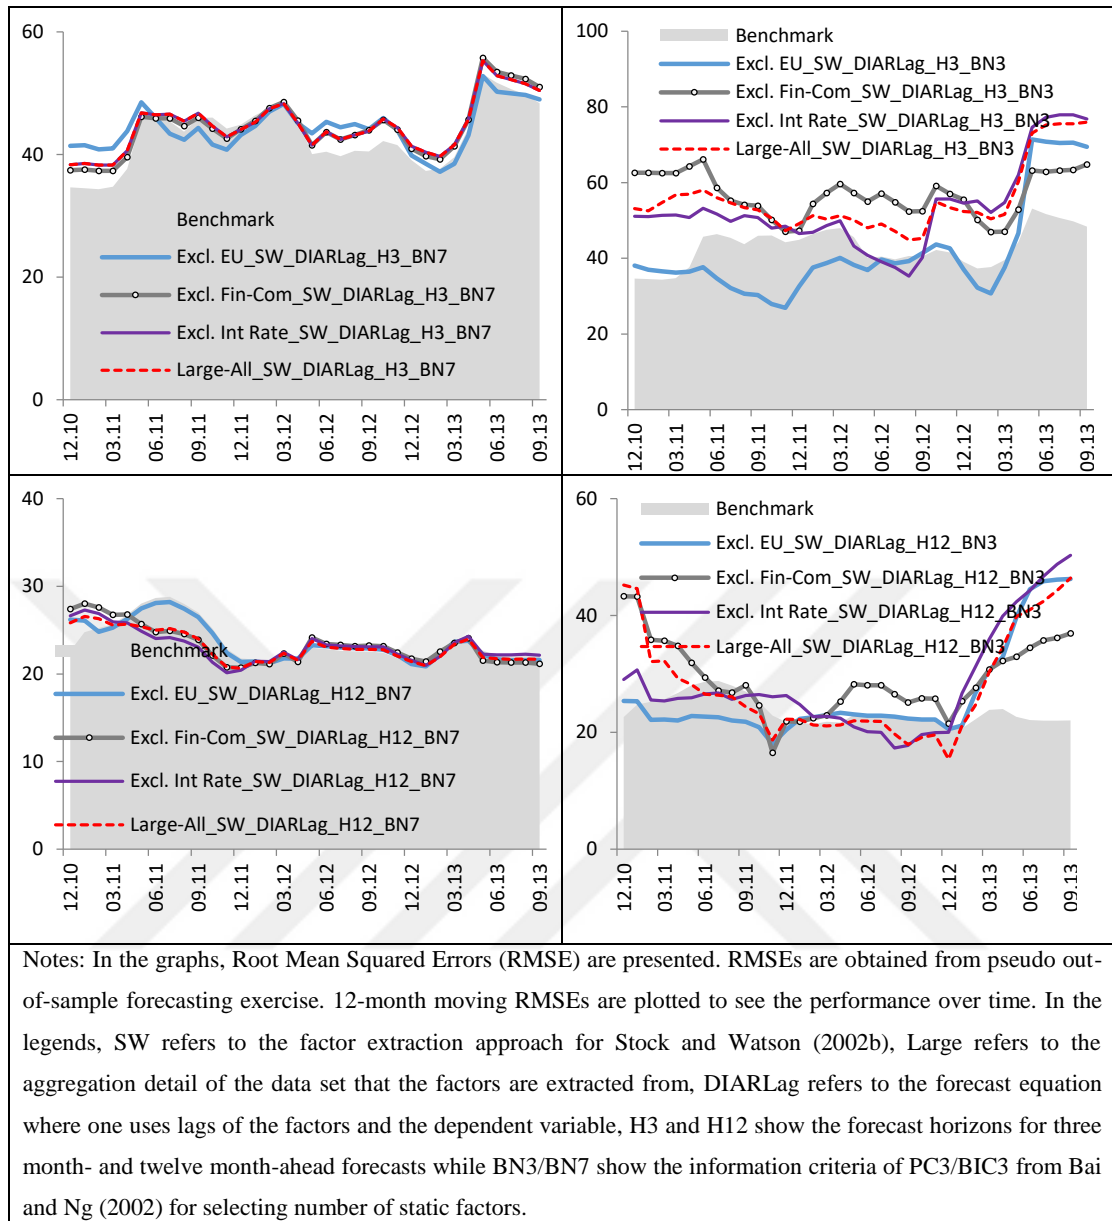 60
40
20
0
Benchmark
Excl. EU_SW_DIARLag_H3_BN7
Excl. Fin-Com_SW_DIARLag_H3_BN7
Excl. Int Rate_SW_DIARLag_H3_BN7
Large-All_SW_DIARLag_H3_BN7
12.10
03.11
06.11
09.11
12.11
03.12
06.12
09.12
12.12
03.13
06.13
09.13
100
80
60
40
20
0
Benchmark
Excl. EU_SW_DIARLag_H3_BN3
Excl. Fin-Com_SW_DIARLag_H3_BN3
Excl. Int Rate_SW_DIARLag_H3_BN3
Large-All_SW_DIARLag_H3_BN3
12.10
03.11
06.11
09.11
12.11
03.12
06.12
09.12
12.12
03.13
06.13
09.13
40
30
20
10
0
Benchmark
Excl. EU_SW_DIARLag_H12_BN7
Excl. Fin-Com_SW_DIARLag_H12_BN7
Excl. Int Rate_SW_DIARLag_H12_BN7
Large-All_SW_DIARLag_H12_BN7
12.10
03.11
06.11
09.11
12.11
03.12
06.12
09.12
12.12
03.13
06.13
09.13
60
40
20
0
Benchmark
Excl. EU_SW_DIARLag_H12_BN3
Excl. Fin-Com_SW_DIARLag_H12_BN3
Excl. Int Rate_SW_DIARLag_H12_BN3
Large-All_SW_DIARLag_H12_BN3
12.10
03.11
06.11
09.11
12.11
03.12
06.12
09.12
12.12
03.13
06.13
09.13
Notes: In the graphs, Root Mean Squared Errors (RMSE) are presented. RMSEs are obtained from pseudo out-
of-sample forecasting exercise. 12-month moving RMSEs are plotted to see the performance over time. In the
legends, SW refers to the factor extraction approach for Stock and Watson (2002b), Large refers to the
aggregation detail of the data set that the factors are extracted from, DIARLag refers to the forecast equation
where one uses lags of the factors and the dependent variable, H3 and H12 show the forecast horizons for three
month- and twelve month-ahead forecasts while BN3/BN7 show the information criteria of PC3/BIC3 from Bai
and Ng (2002) for selecting number of static factors.